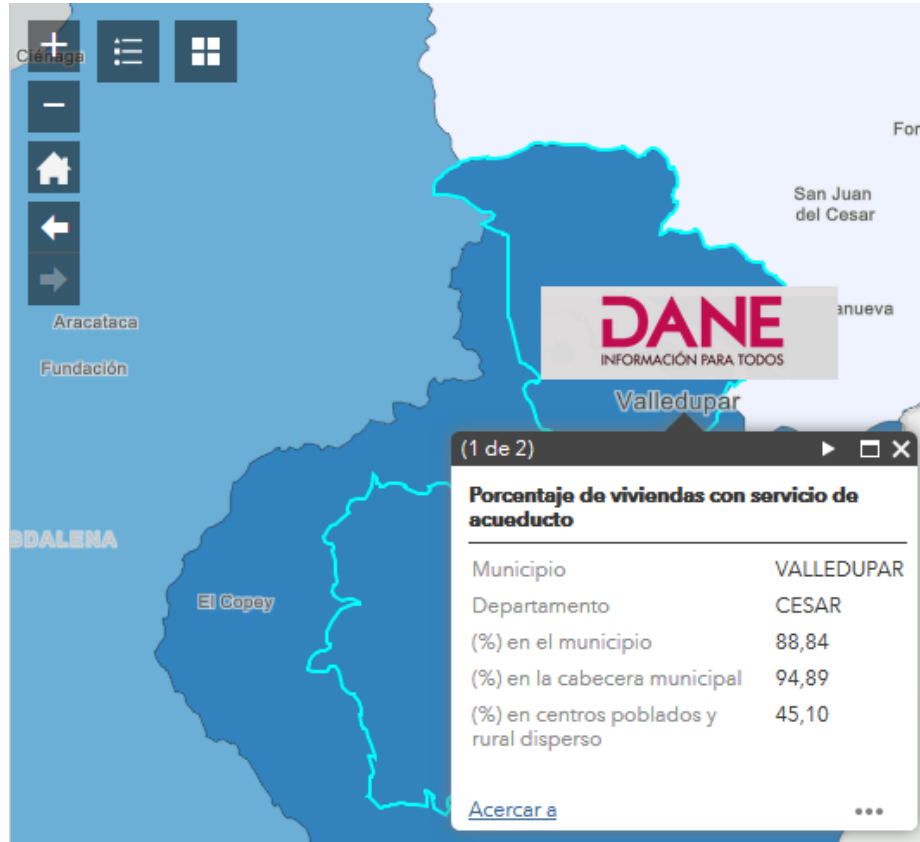 Ciénaga
For
San Juan
del Cesar
anueva
DANE
INFORMACIÓN PARA TODOS
Aracataca
Fundación
Valledupar
(1 de 2)
Porcentaje de viviendas con servicio de
acueducto
Municipio VALLEDUPAR
Departamento CESAR
(%) en el municipio 88,84
(%) en la cabecera municipal 94,89
(%) en centros poblados y 45,10
rural disperso
Acercar a
GDALENA
El Copey